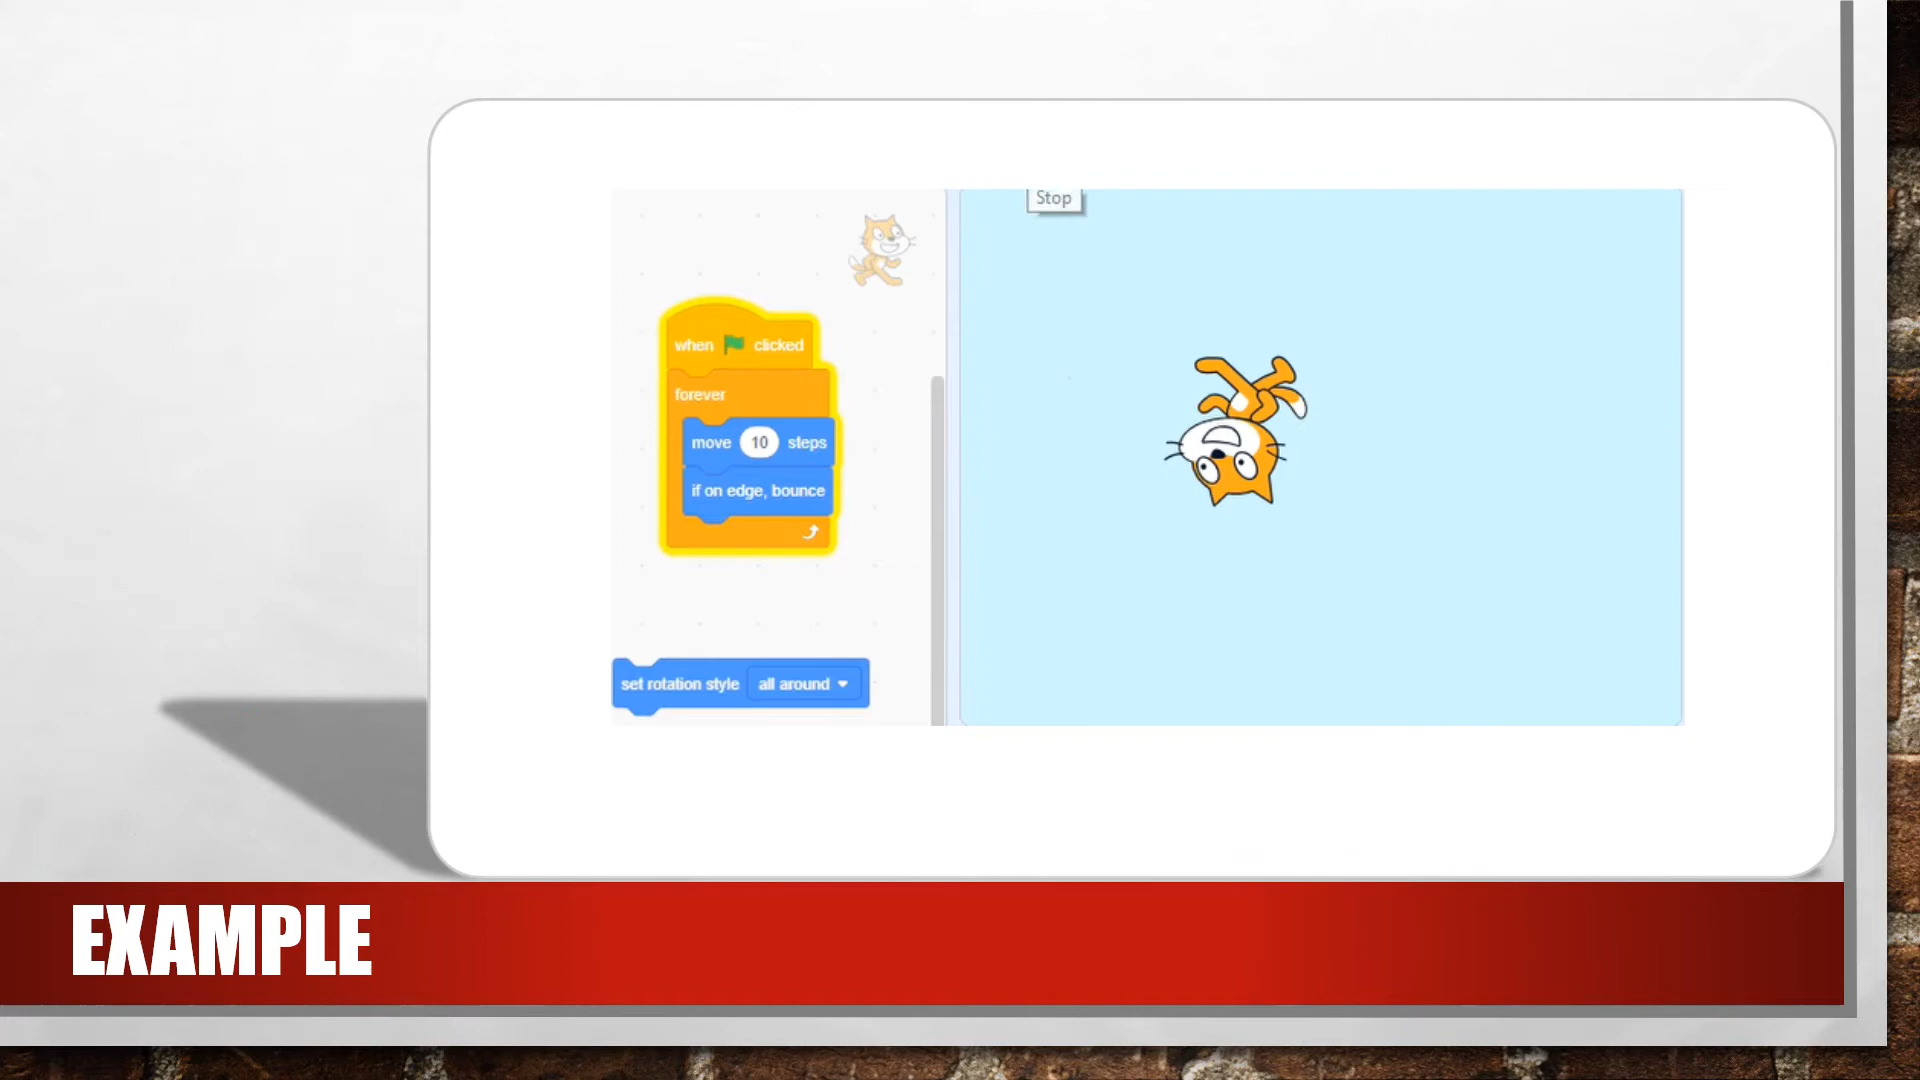 Stop
when clicked
forever
move 10 steps
if on edge, bounce
set rotation style all around
EXAMPLE